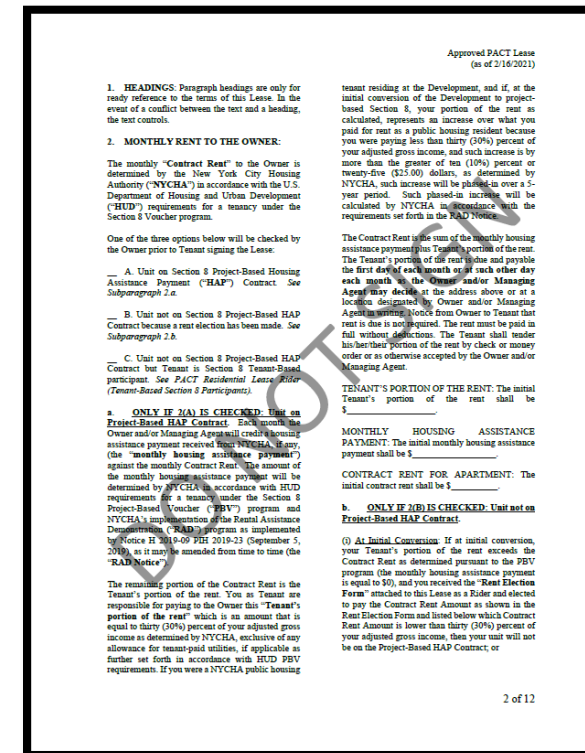 Approved PACT Lease
(as of 2/16/2021)
1. HEADINGS: Paragraph headings are only for
ready reference to the terms of this Lease. In the
event of a conflict between the text and a heading,
the text controls.
2. MONTHLY RENT TO THE OWNER:
The monthly “Contract Rent” to the Owner is
determined by the New York City Housing
Authority (“NYCHA”) in accordance with the U.S.
Department of Housing and Urban Development
(“HUD”) requirements for a tenancy under the
Section 8 Voucher program.
One of the three options below will be checked by
the Owner prior to Tenant signing the Lease:
__ A. Unit on Section 8 Project-Based Housing
Assistance Payment (“HAP”) Contract. See
Subparagraph 2.a.
__ B. Unit not on Section 8 Project-Based HAP
Contract because a rent election has been made. See
Subparagraph 2.b.
__ C. Unit not on Section 8 Project-Based HAP
Contract but Tenant is Section 8 Tenant-Based
participant. See PACT Residential Lease Rider
(Tenant-Based Section 8 Participants).
a. ONLY IF 2(A) IS CHECKED: Unit on
Project-Based HAP Contract. Each month the
Owner and/or Managing Agent will credit a housing
assistance payment received from NYCHA, if any,
(the “monthly housing assistance payment”)
against the monthly Contract Rent. The amount of
the monthly housing assistance payment will be
determined by NYCHA in accordance with HUD
requirements for a tenancy under the Section 8
Project-Based Voucher (“PBV”) program and
NYCHA’s implementation of the Rental Assistance
Demonstration (“RAD”) program as implemented
by Notice H 2019-09 PIH 2019-23 (September 5,
2019), as it may be amended from time to time (the
“RAD Notice”).
The remaining portion of the Contract Rent is the
Tenant’s portion of the rent. You as Tenant are
responsible for paying to the Owner this “Tenant’s
portion of the rent” which is an amount that is
equal to thirty (30%) percent of your adjusted gross
income as determined by NYCHA, exclusive of any
allowance for tenant-paid utilities, if applicable as
further set forth in accordance with HUD PBV
requirements. If you were a NYCHA public housing
tenant residing at the Development, and if, at the
initial conversion of the Development to project-
based Section 8, your portion of the rent as
calculated, represents an increase over what you
paid for rent as a public housing resident because
you were paying less than thirty (30%) percent of
your adjusted gross income, and such increase is by
more than the greater of ten (10%) percent or
twenty-five ($25.00) dollars, as determined by
NYCHA, such increase will be phased-in over a 5-
year period. Such phased-in increase will be
calculated by NYCHA in accordance with the
requirements set forth in the RAD Notice.
The Contract Rent is the sum of the monthly housing
assistance payment plus Tenant’s portion of the rent.
The Tenant’s portion of the rent is due and payable
the first day of each month or at such other day
each month as the Owner and/or Managing
Agent may decide at the address above or at a
location designated by Owner and/or Managing
Agent in writing. Notice from Owner to Tenant that
rent is due is not required. The rent must be paid in
full without deductions. The Tenant shall tender
his/her/their portion of the rent by check or money
order or as otherwise accepted by the Owner and/or
Managing Agent.
TENANT’S PORTION OF THE RENT: The initial
Tenant’s portion of the rent shall be
$__________________.
MONTHLY HOUSING ASSISTANCE
PAYMENT: The initial monthly housing assistance
payment shall be $_________________.
CONTRACT RENT FOR APARTMENT: The
initial contract rent shall be $__________.
b. ONLY IF 2(B) IS CHECKED: Unit not on
Project-Based HAP Contract.
(i) At Initial Conversion: If at initial conversion,
your Tenant’s portion of the rent exceeds the
Contract Rent as determined pursuant to the PBV
program (the monthly housing assistance payment
is equal to $0), and you received the “Rent Election
Form” attached to this Lease as a Rider and elected
to pay the Contract Rent Amount as shown in the
Rent Election Form and listed below which Contract
Rent Amount is lower than thirty (30%) percent of
your adjusted gross income, then your unit will not
be on the Project-Based HAP Contract; or
DO NOT SIGN
2 of 12